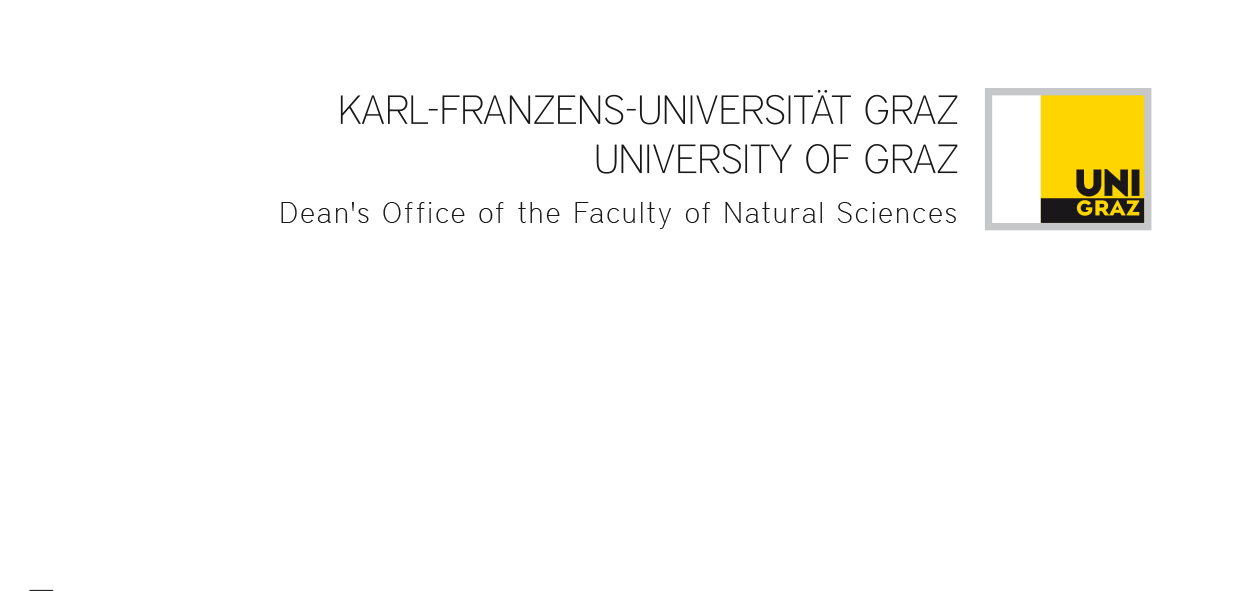 KARL-FRANZENS-UNIVERSITÄT GRAZ
UNIVERSITY OF GRAZ
Dean's Office of the Faculty of Natural Sciences
UNI
GRAZ